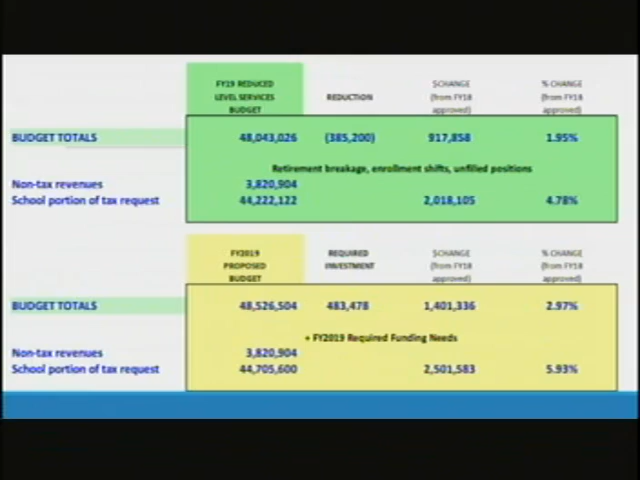 FY19 REDUCED LEVEL SERVICES BUDGET REDUCTION $CHANGE (from FY18 approved) % CHANGE (from FY18 approved)
BUDGET TOTALS 48,043,026 (385,200) 917,858 1.95%
Retirement breakage, enrollment shifts, unfilled positions
Non-tax revenues 3,820,904
School portion of tax request 44,222,122 2,018,105 4.78%
FY2019 PROPOSED BUDGET REQUIRED INVESTMENT $CHANGE (from FY18 approved) % CHANGE (from FY18 approved)
BUDGET TOTALS 48,526,504 483,478 1,401,336 2.97%
+ FY2019 Required Funding Needs
Non-tax revenues 3,820,904
School portion of tax request 44,705,600 2,501,583 5.93%